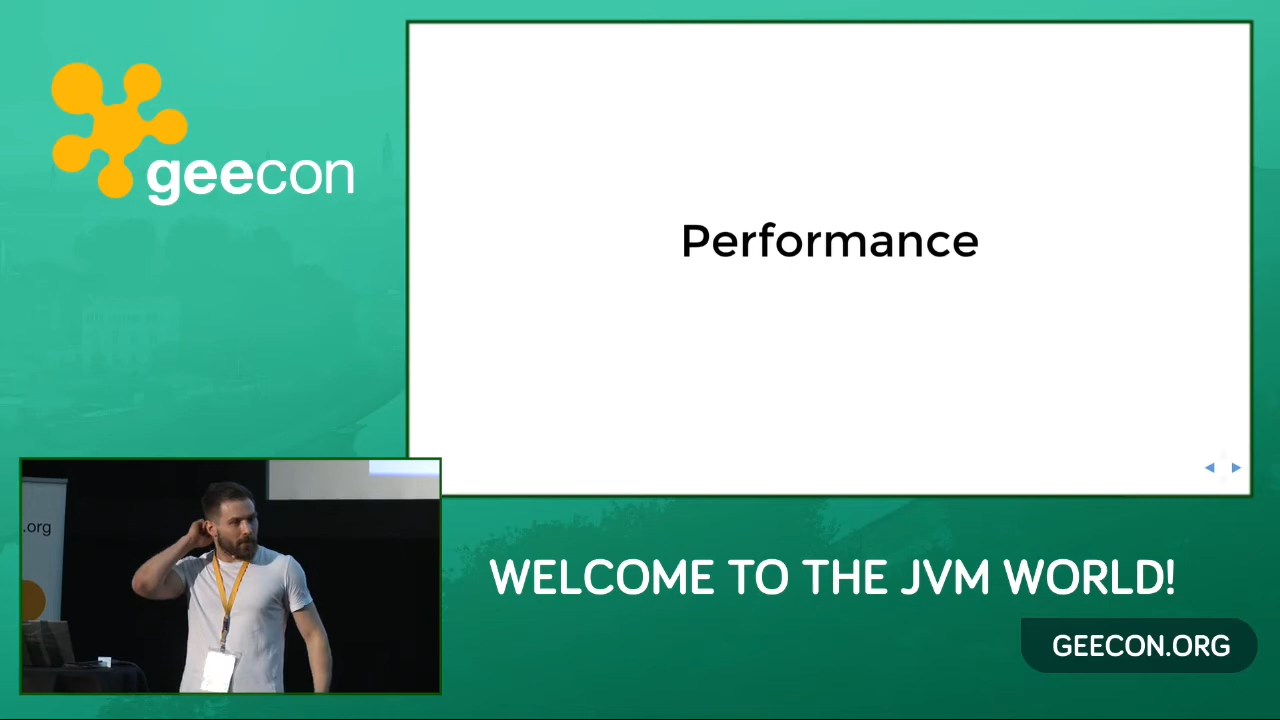 geecon
Performance
.org
WELCOME TO THE JVM WORLD!
GEECON.ORG